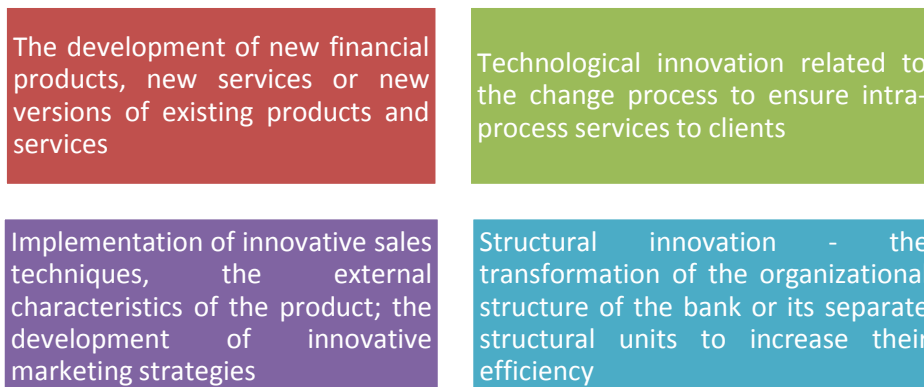 The development of new financial
products, new services or new
versions of existing products and
services
Technological innovation related to
the change process to ensure intra-
process services to clients
Implementation of innovative sales
techniques, the external
characteristics of the product; the
development of innovative
marketing strategies
Structural innovation - the
transformation of the organizational
structure of the bank or its separate
structural units to increase their
efficiency